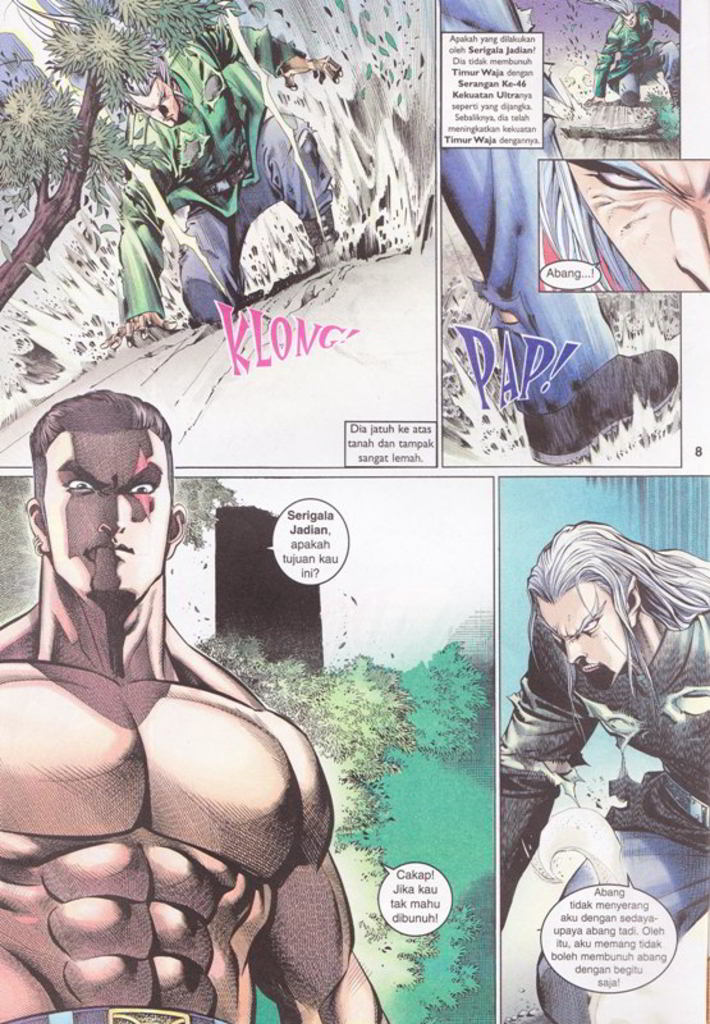 Apakah yang dilakukan
oleh Serigala Jadian!
Dia tidak membunuh
Timur Waja dengan
Serangan Ke-46
Kekuatan Ultranya
seperti yang dijangka.
Sebaliknya, dia telah
meningkatkan kekuatan
Timur Waja dengannya.
Abang...!
KLONG!
PAP!
Dia jatuh ke atas
tanah dan tampak
sangat lemah.
8
Serigala
Jadian,
apakah
tujuan kau
ini?
Cakap!
Jika kau
tak mahu
dibunuh!
Abang
tidak menyerang
aku dengan sedaya-
upaya abang tadi. Oleh
itu, aku memang tidak
boleh membunuh abang
dengan begitu
saja!